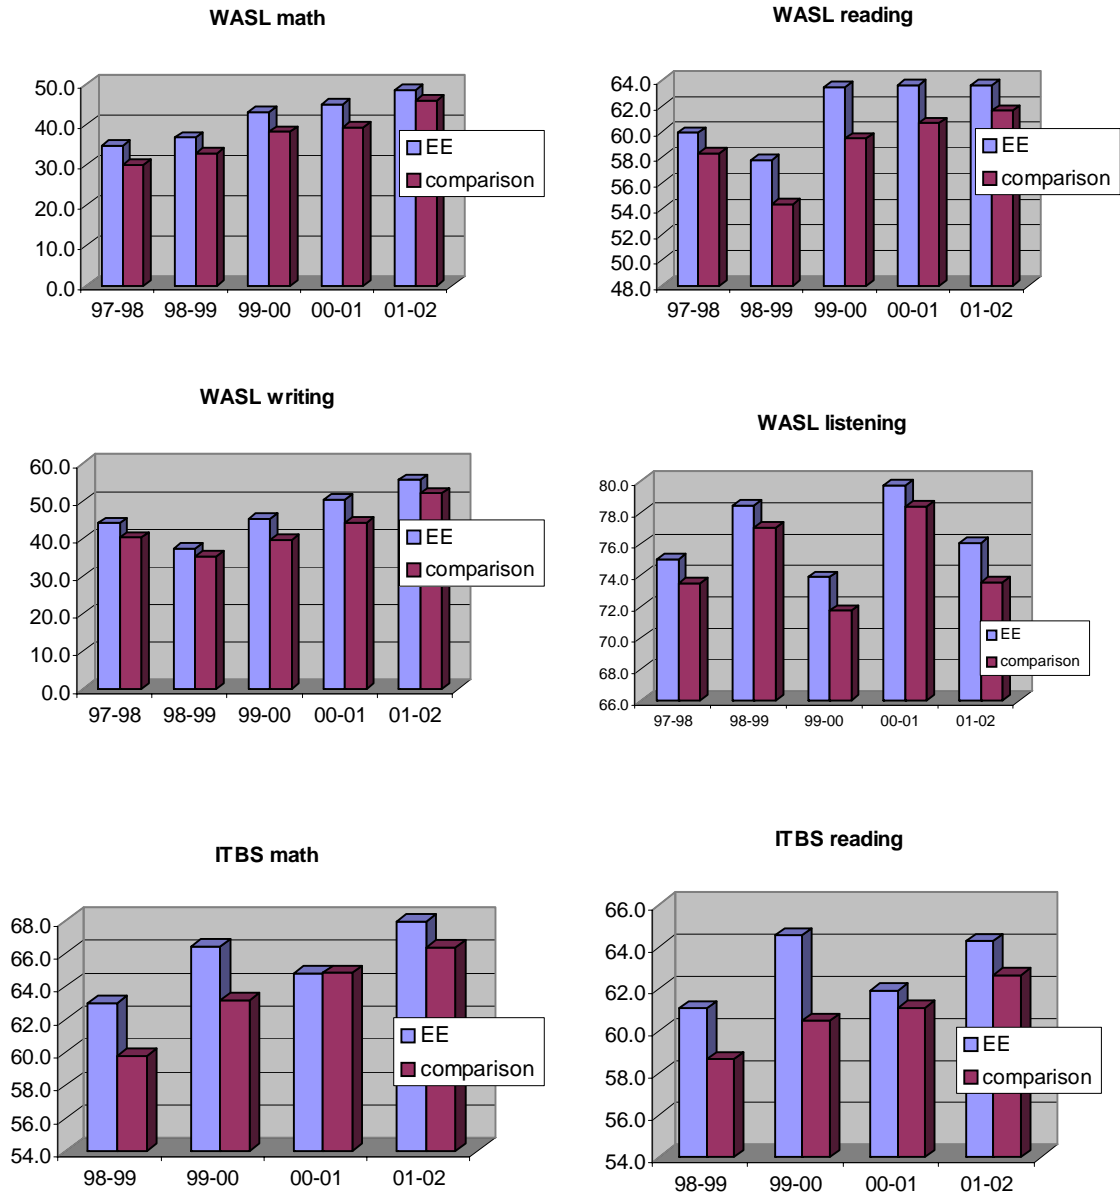 WASL math
50.0
40.0
30.0
20.0
10.0
0.0
97-98 98-99 99-00 00-01 01-02
EE
comparison
WASL reading
64.0
62.0
60.0
58.0
56.0
54.0
52.0
50.0
48.0
97-98 98-99 99-00 00-01 01-02
EE
comparison
WASL writing
60.0
50.0
40.0
30.0
20.0
10.0
0.0
97-98 98-99 99-00 00-01 01-02
EE
comparison
WASL listening
80.0
78.0
76.0
74.0
72.0
70.0
68.0
66.0
97-98 98-99 99-00 00-01 01-02
EE
comparison
ITBS math
68.0
66.0
64.0
62.0
60.0
58.0
56.0
54.0
98-99 99-00 00-01 01-02
EE
comparison
ITBS reading
66.0
64.0
62.0
60.0
58.0
56.0
54.0
98-99 99-00 00-01 01-02
EE
comparison